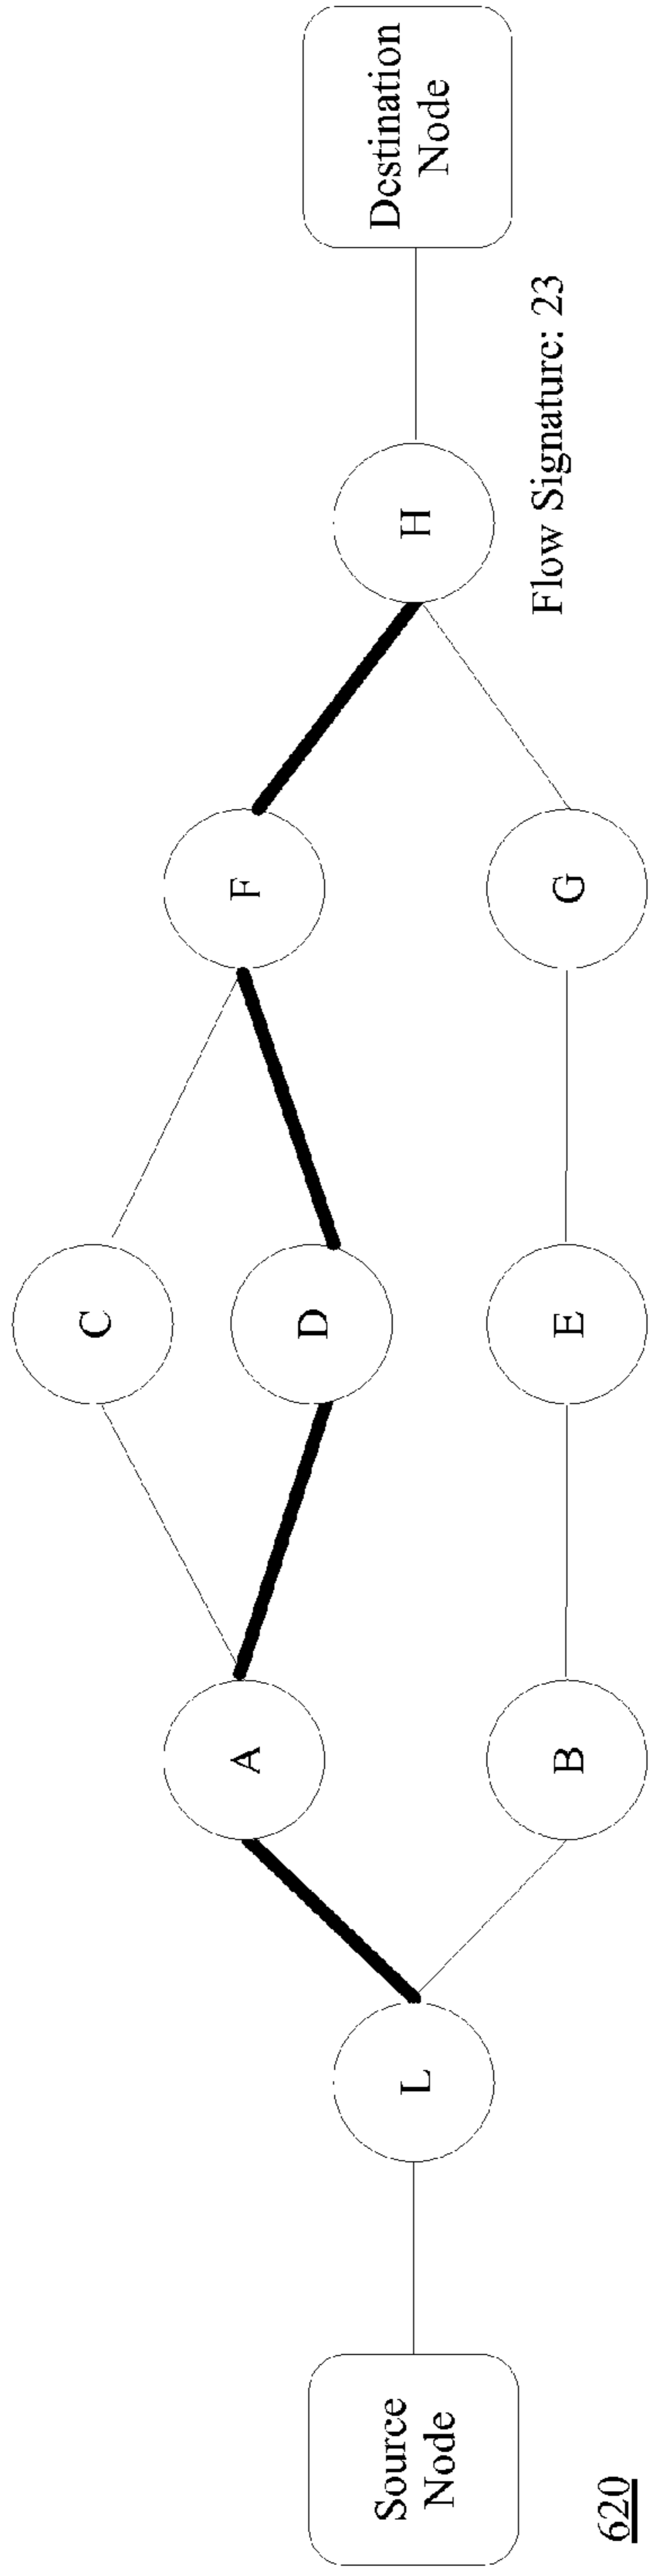 620
Source
Node
L
A
B
C
D
E
F
G
H
Flow Signature: 23
Destination
Node